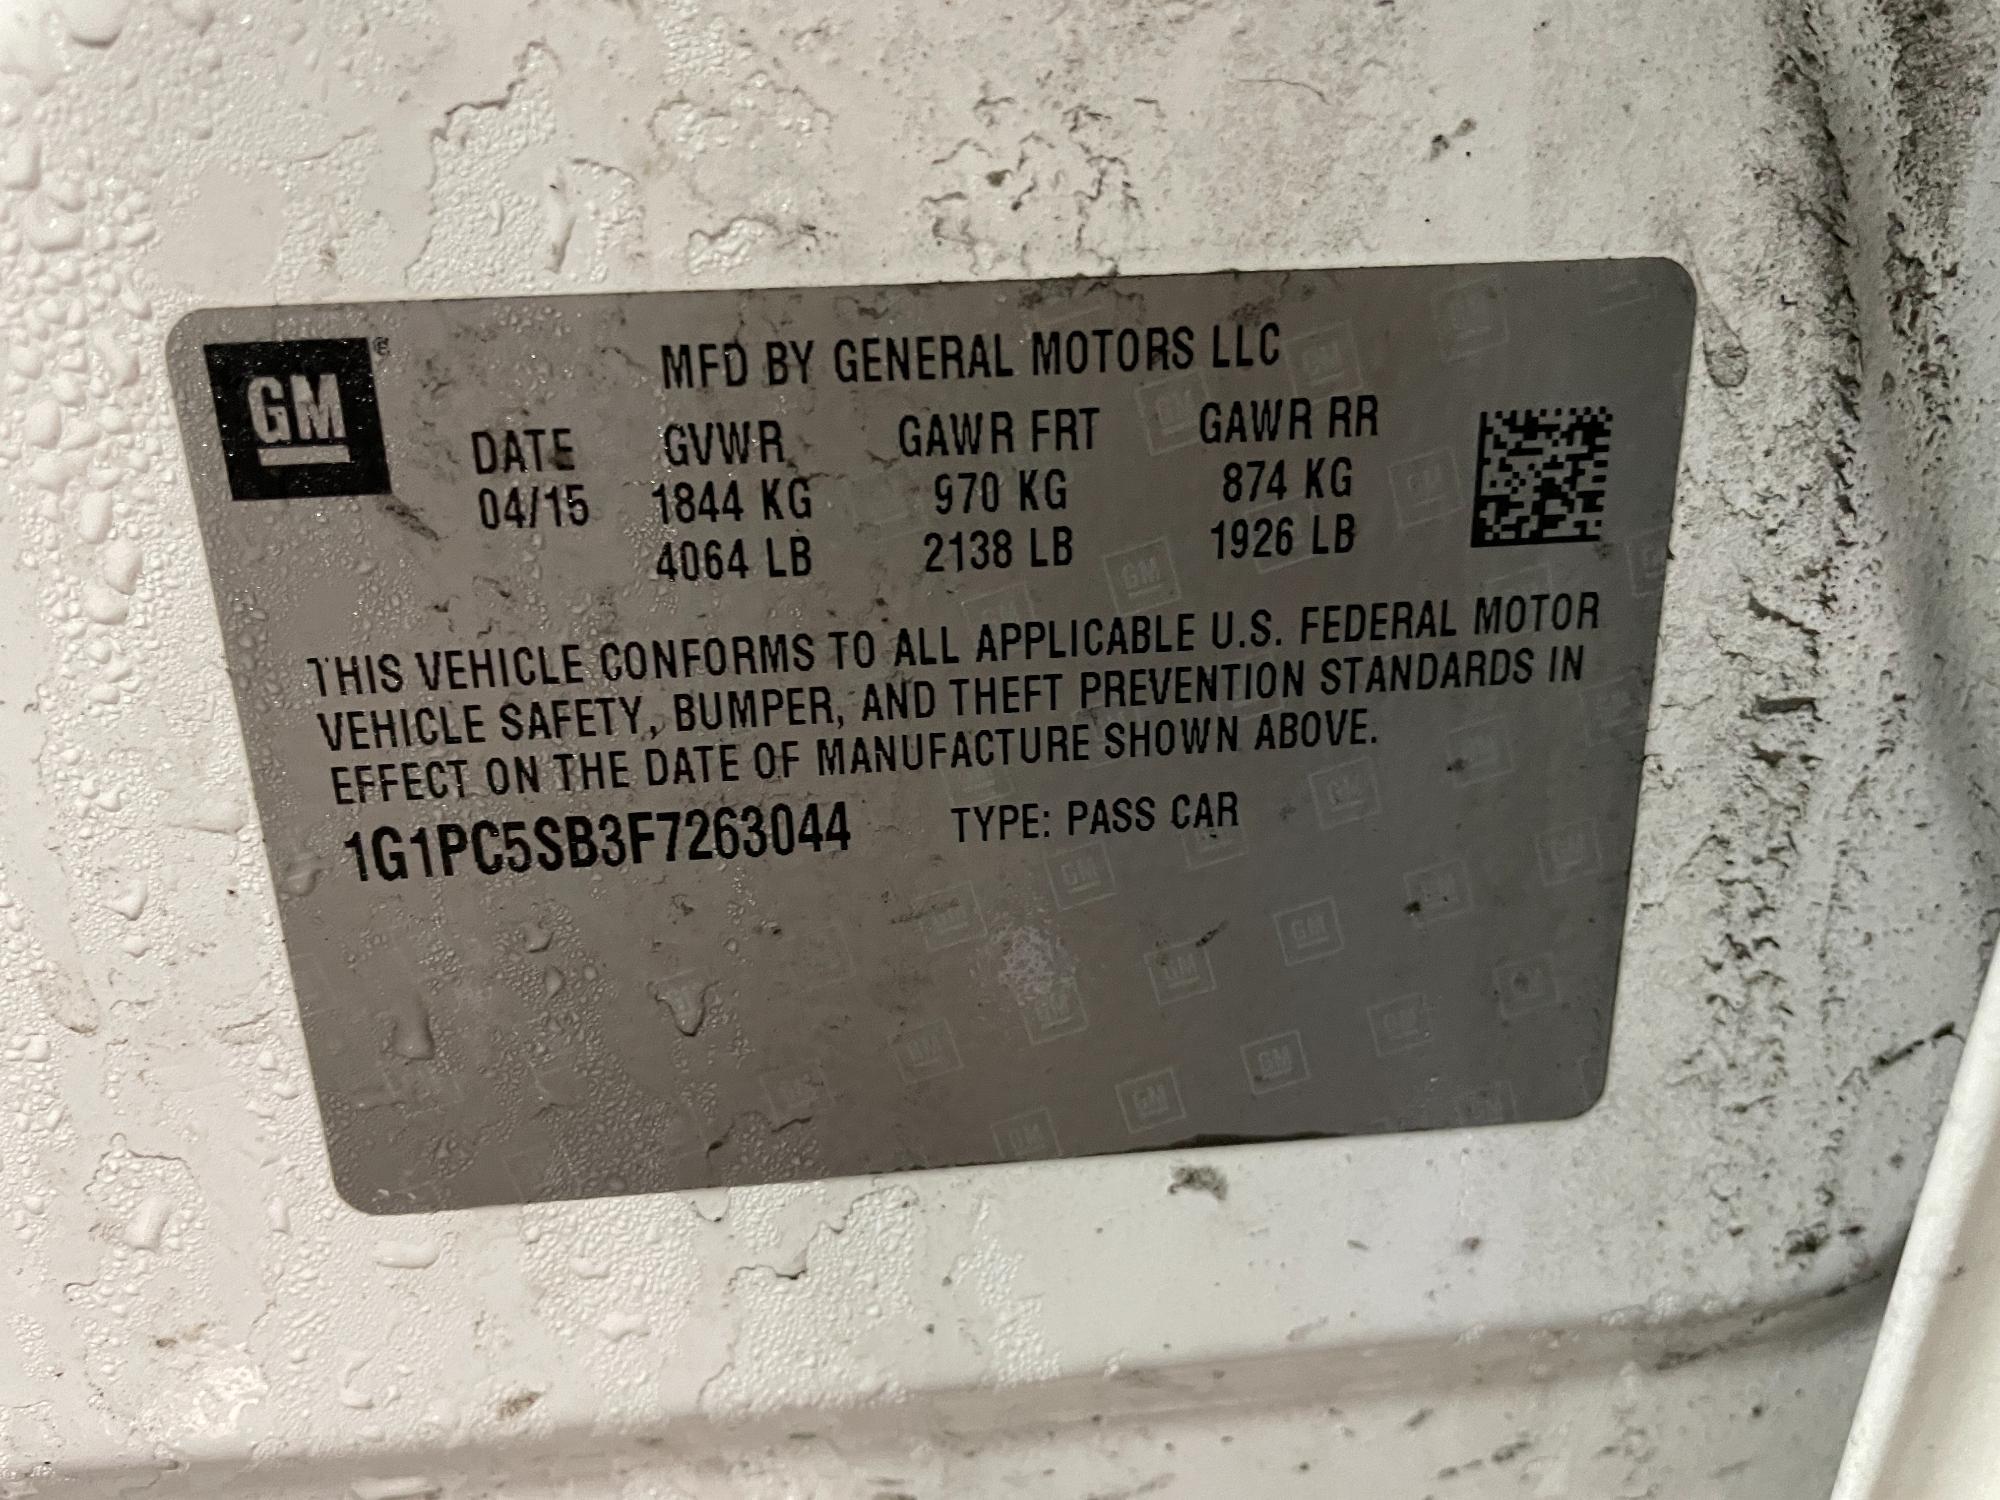 GM
MFD BY GENERAL MOTORS LLC
DATE GVWR GAWR FRT GAWR RR
04/15 1844 KG 970 KG 874 KG
4064 LB 2138 LB 1926 LB
THIS VEHICLE CONFORMS TO ALL APPLICABLE U.S. FEDERAL MOTOR
VEHICLE SAFETY, BUMPER, AND THEFT PREVENTION STANDARDS IN
EFFECT ON THE DATE OF MANUFACTURE SHOWN ABOVE.
1G1PC5SB3F7263044 TYPE: PASS CAR